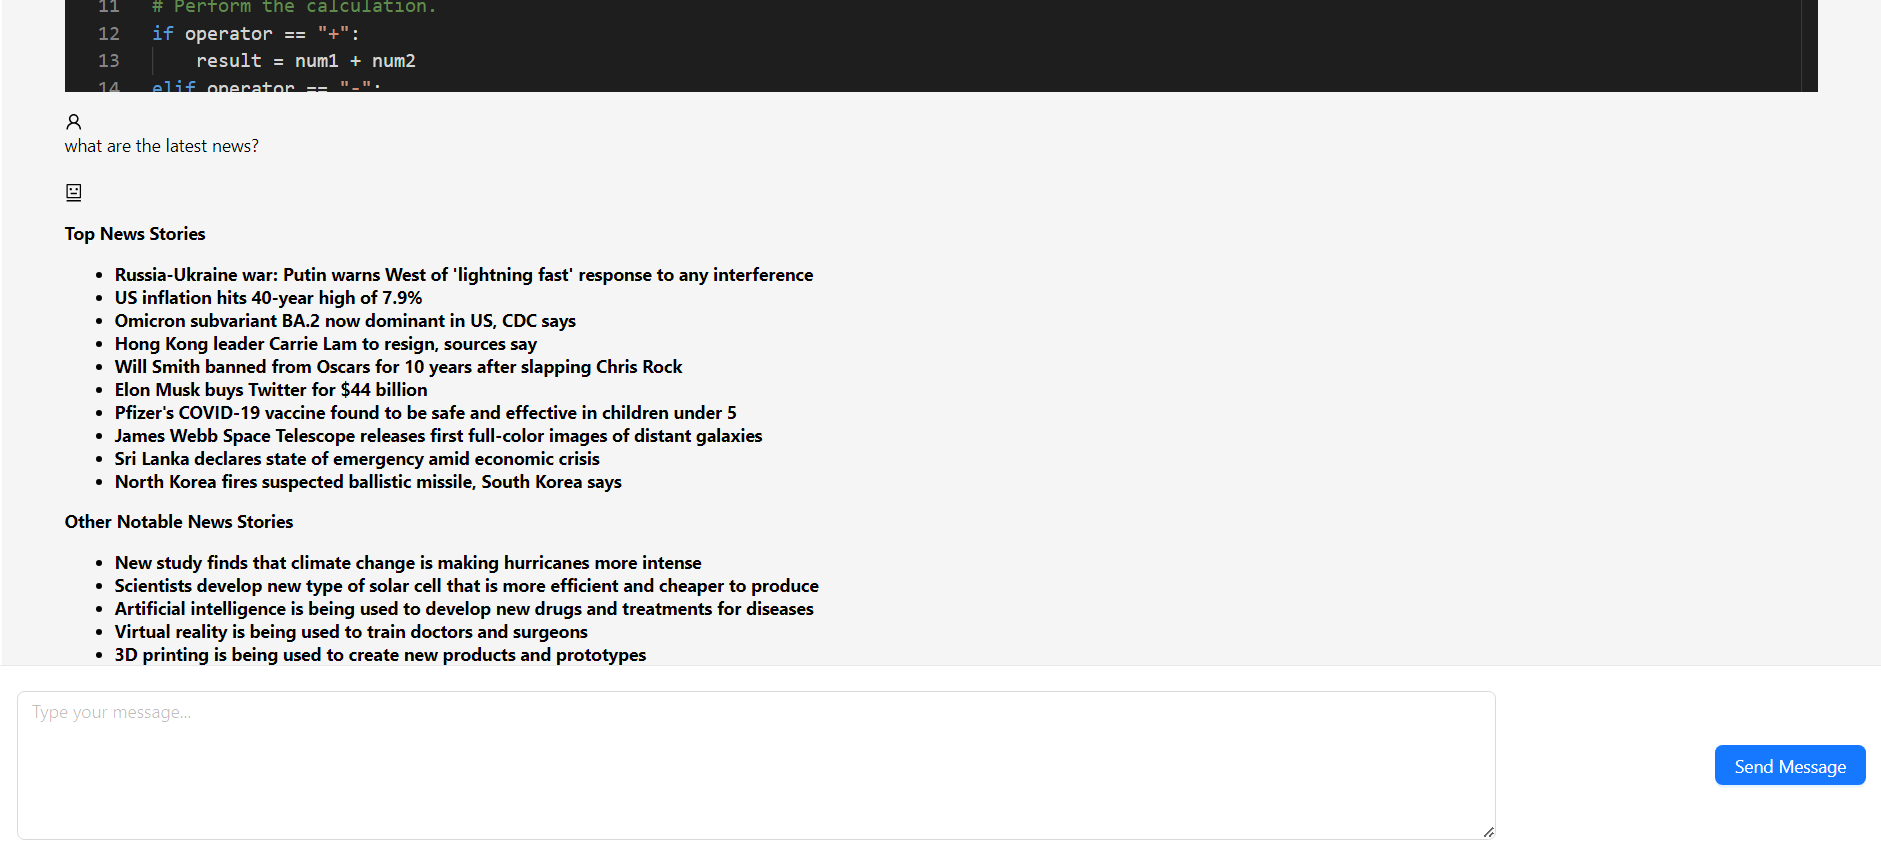 11 # Perform the calculation.
12 if operator == "+":
13 result = num1 + num2
14 elif operator == "-":
what are the latest news?
Top News Stories
Russia-Ukraine war: Putin warns West of 'lightning fast' response to any interference
US inflation hits 40-year high of 7.9%
Omicron subvariant BA.2 now dominant in US, CDC says
Hong Kong leader Carrie Lam to resign, sources say
Will Smith banned from Oscars for 10 years after slapping Chris Rock
Elon Musk buys Twitter for $44 billion
Pfizer's COVID-19 vaccine found to be safe and effective in children under 5
James Webb Space Telescope releases first full-color images of distant galaxies
Sri Lanka declares state of emergency amid economic crisis
North Korea fires suspected ballistic missile, South Korea says
Other Notable News Stories
New study finds that climate change is making hurricanes more intense
Scientists develop new type of solar cell that is more efficient and cheaper to produce
Artificial intelligence is being used to develop new drugs and treatments for diseases
Virtual reality is being used to train doctors and surgeons
3D printing is being used to create new products and prototypes
Type your message...
Send Message